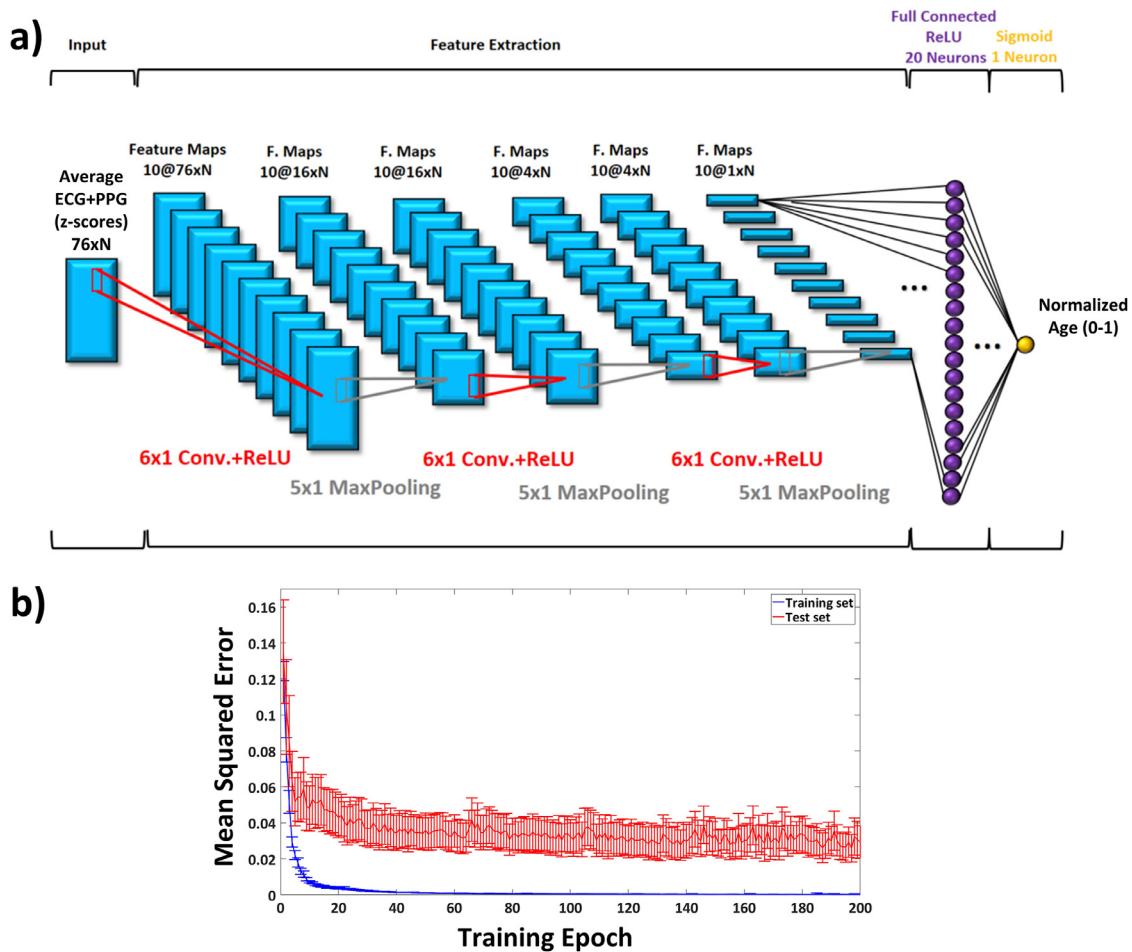 a)
Input
Feature Extraction
Full Connected
ReLU
20 Neurons
Sigmoid
1 Neuron
Average
ECG+PPG
(z-scores)
76xN
Feature Maps
10@76xN
F. Maps
10@16xN
F. Maps
10@16xN
F. Maps
10@4xN
F. Maps
10@4xN
F. Maps
10@1xN
...
...
Normalized
Age (0-1)
6x1 Conv.+ReLU
5x1 MaxPooling
6x1 Conv.+ReLU
5x1 MaxPooling
6x1 Conv.+ReLU
5x1 MaxPooling
b)
Mean Squared Error
0.16
0.14
0.12
0.1
0.08
0.06
0.04
0.02
0
Training set
Test set
0 20 40 60 80 100 120 140 160 180 200
Training Epoch